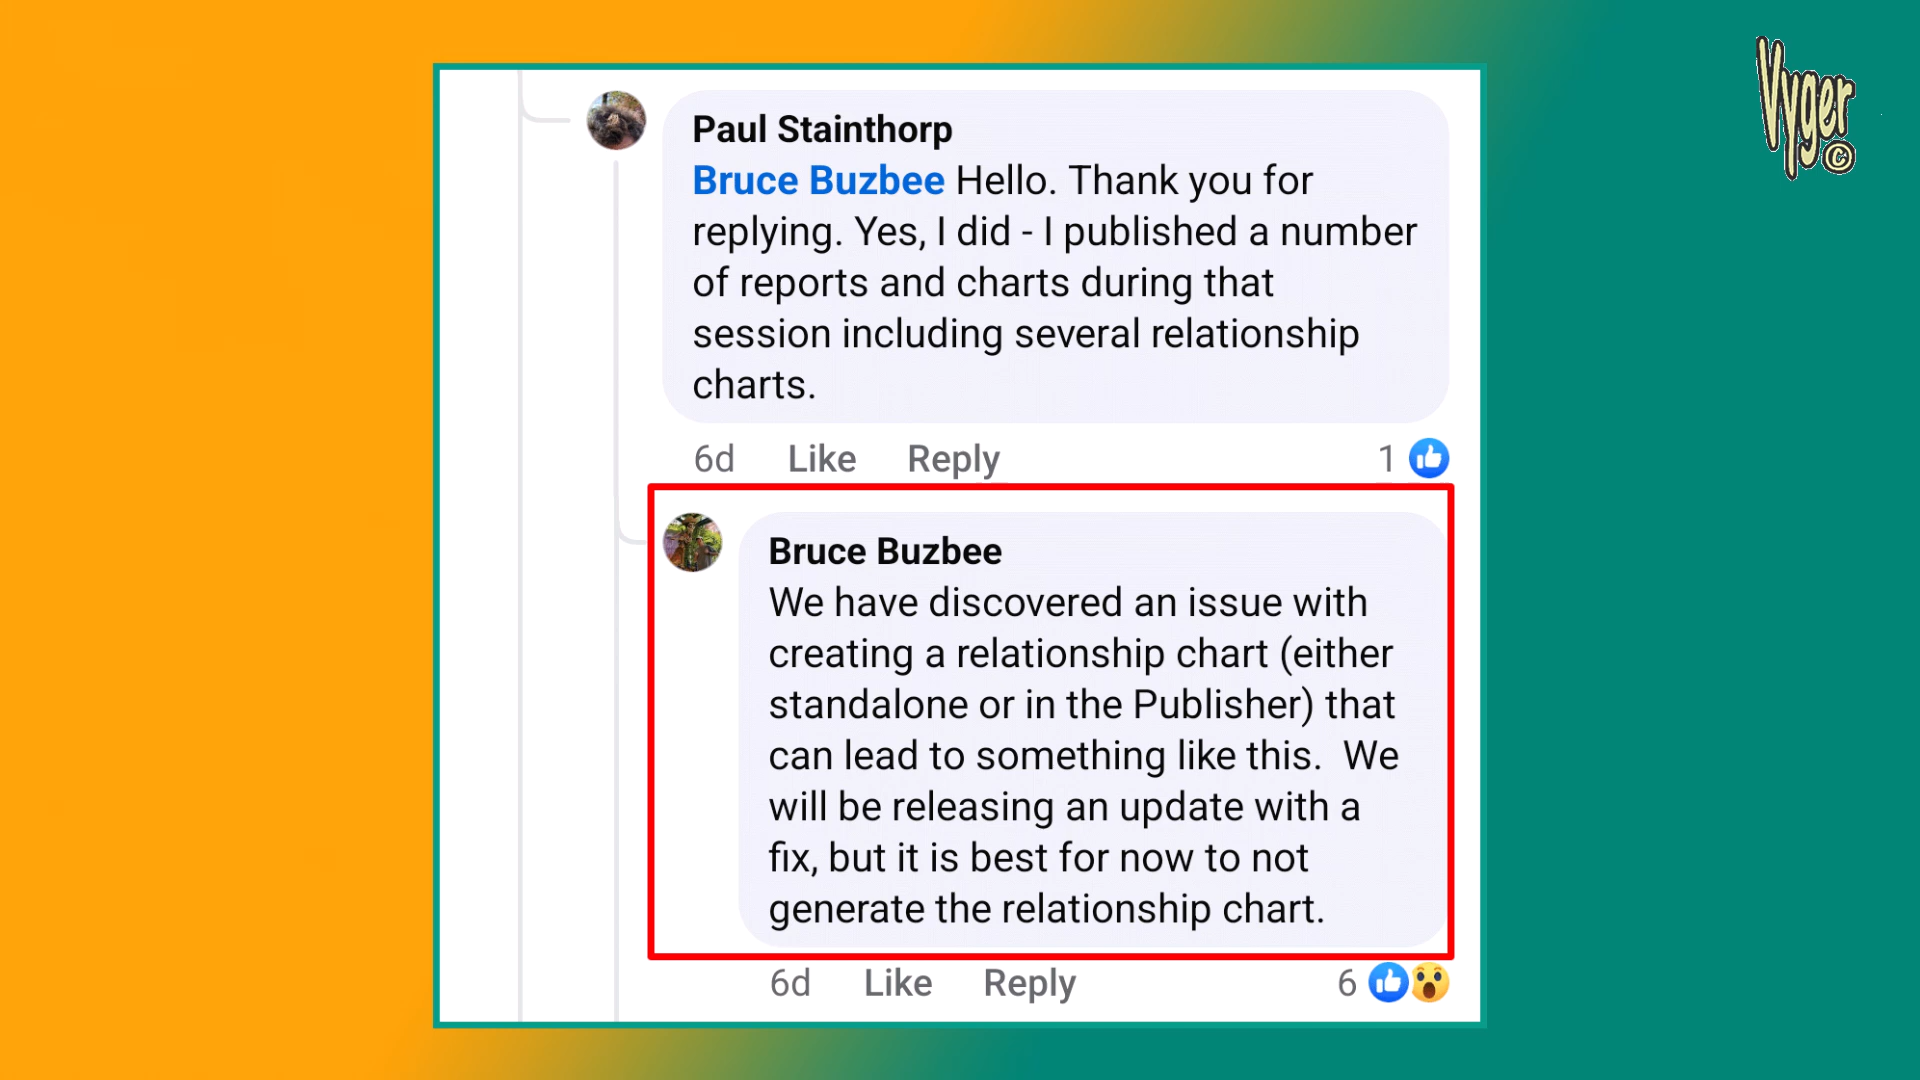 Vyger ©
Paul Stainthorp
Bruce Buzbee Hello. Thank you for
replying. Yes, I did - I published a number
of reports and charts during that
session including several relationship
charts.
6d Like Reply 1
Bruce Buzbee
We have discovered an issue with
creating a relationship chart (either
standalone or in the Publisher) that
can lead to something like this. We
will be releasing an update with a
fix, but it is best for now to not
generate the relationship chart.
6d Like Reply 6